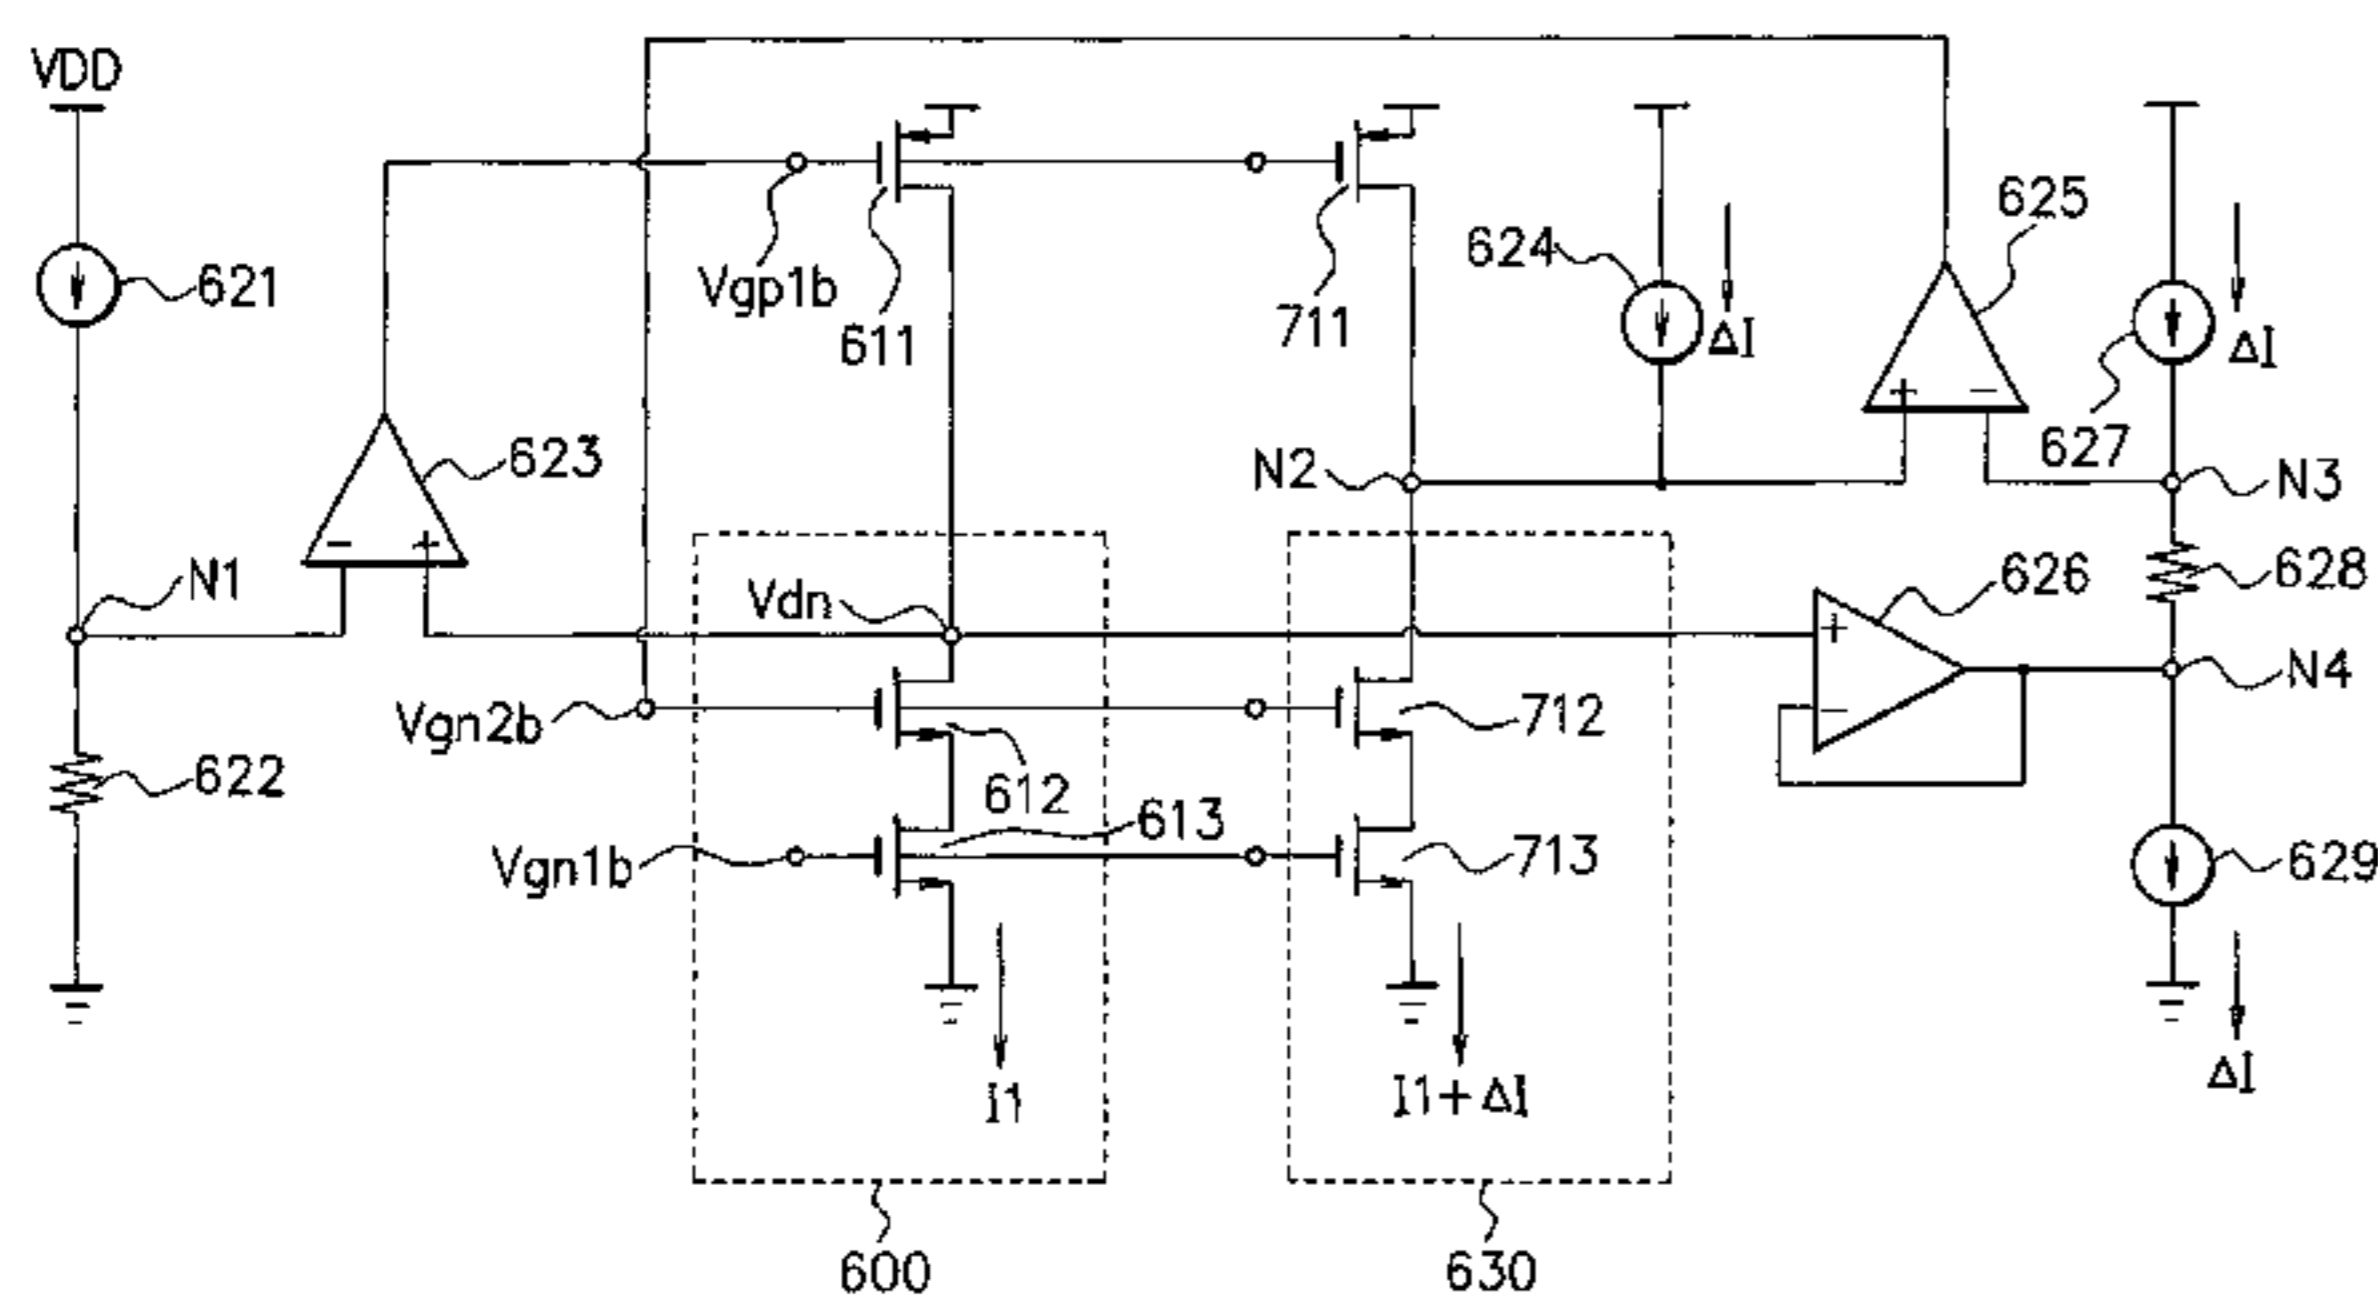 VDD
621
Vgp1b
611
711
624
ΔI
625
627
ΔI
623
N1
N2
N3
Vdn
626
628
N4
Vgn2b
612
712
622
Vgn1b
613
713
629
I1
I1+ΔI
ΔI
600
630
- +
+ -
+
-